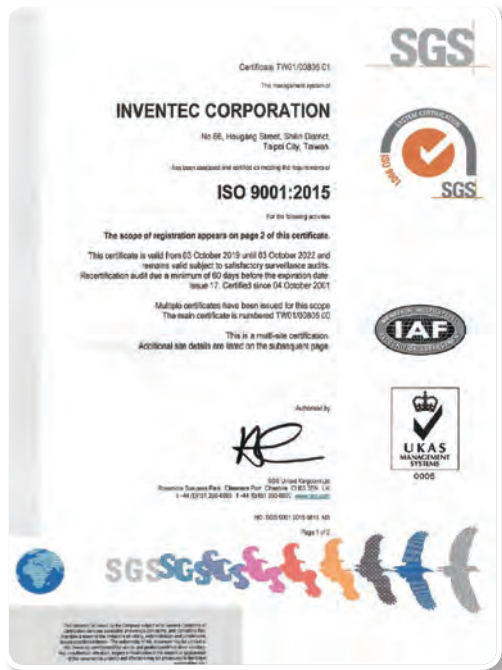 SGS
Certificate TW01/00805.01
The management system of
INVENTEC CORPORATION
No 66, Hougang Street, Shilin District,
Taipei City, Taiwan.
has been assessed and certified as meeting the requirements of
ISO 9001:2015
For the following activities
The scope of registration appears on page 2 of this certificate.
This certificate is valid from 03 October 2019 until 03 October 2022 and
remains valid subject to satisfactory surveillance audits.
Recertification audit due a minimum of 60 days before the expiration date.
Issue 17. Certified since 04 October 2001
Multiple certificates have been issued for this scope
The main certificate is numbered TW01/00805.00
This is a multi-site certification.
Additional site details are listed on the subsequent page.
Authorised by
SGS United Kingdom Ltd
Page 1 of 2
SYSTEM CERTIFICATION
ISO 9001
SGS
IAF
UKAS
MANAGEMENT
SYSTEMS
0005
SGS SGS